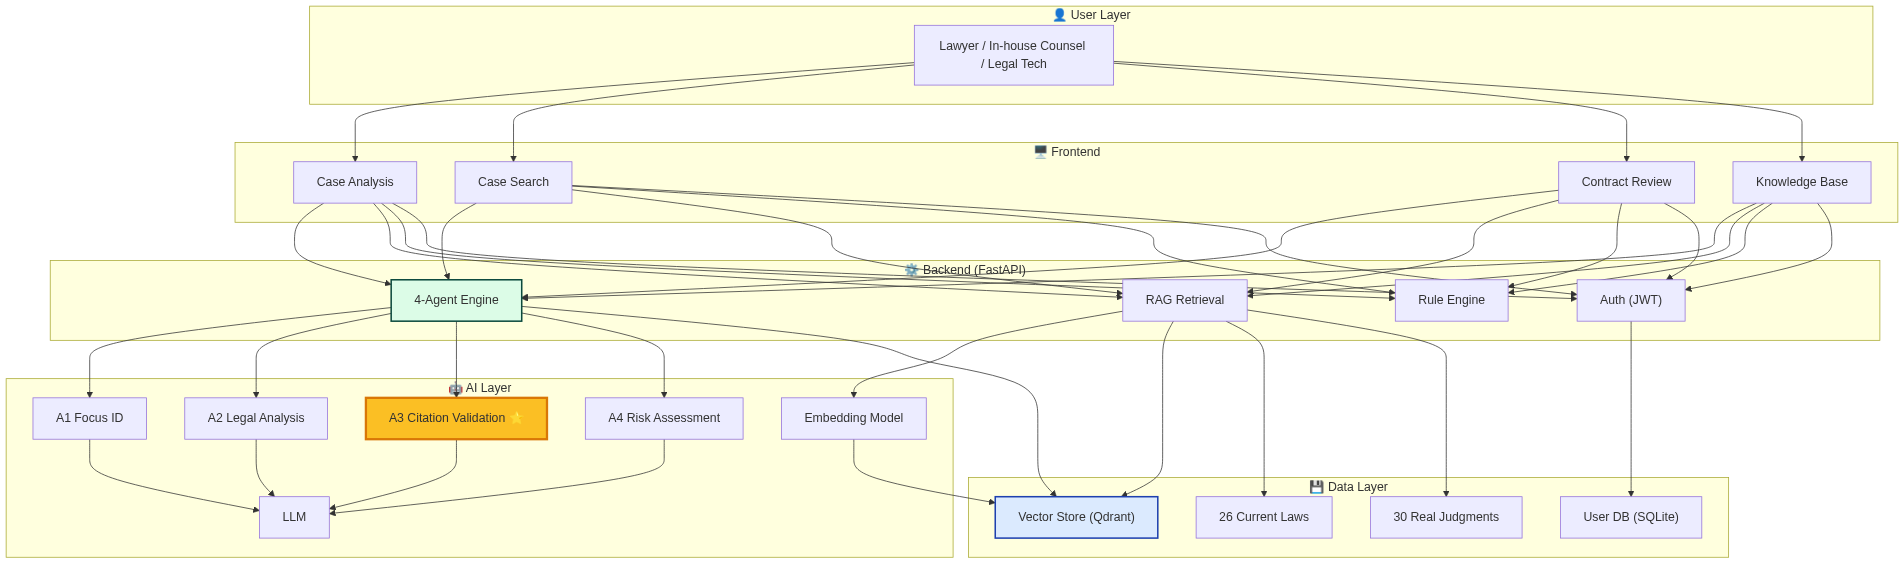 👤 User Layer
Lawyer / In-house Counsel
/ Legal Tech
🖥️ Frontend
Case Analysis
Case Search
Contract Review
Knowledge Base
⚙️ Backend (FastAPI)
4-Agent Engine
RAG Retrieval
Rule Engine
Auth (JWT)
🤖 AI Layer
A1 Focus ID
A2 Legal Analysis
A3 Citation Validation ⭐
A4 Risk Assessment
Embedding Model
LLM
💾 Data Layer
Vector Store (Qdrant)
26 Current Laws
30 Real Judgments
User DB (SQLite)